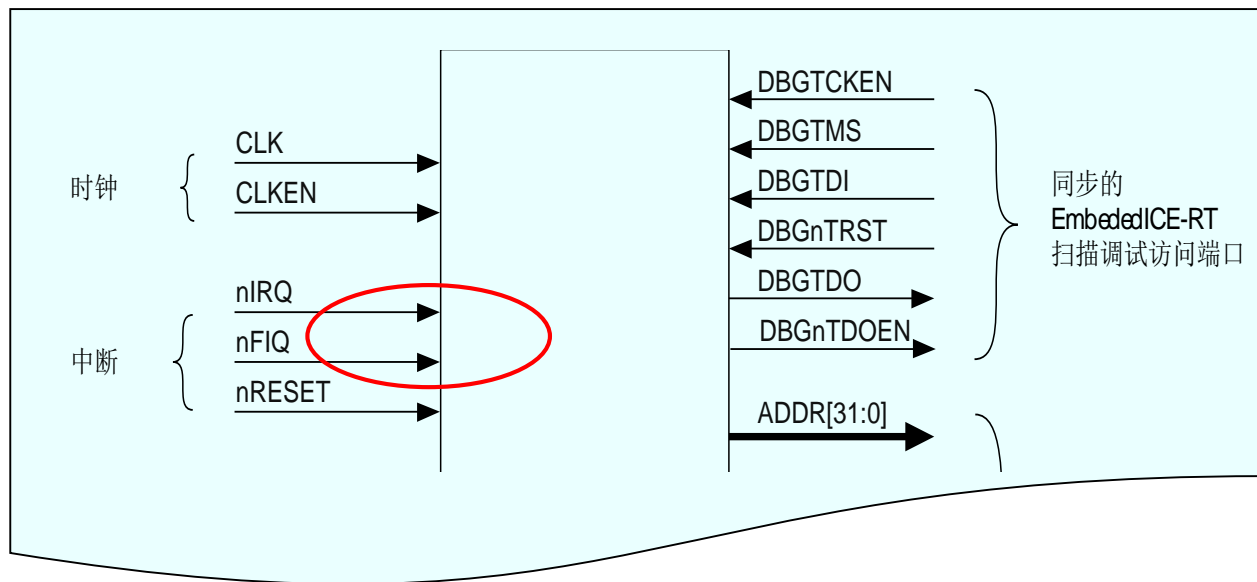 时钟
CLK
CLKEN
中断
nIRQ
nFIQ
nRESET
DBGTCKEN
DBGTMS
DBGTDI
DBGnTRST
DBGTDO
DBGnTDOEN
同步的
EmbededICE-RT
扫描调试访问端口
ADDR[31:0]